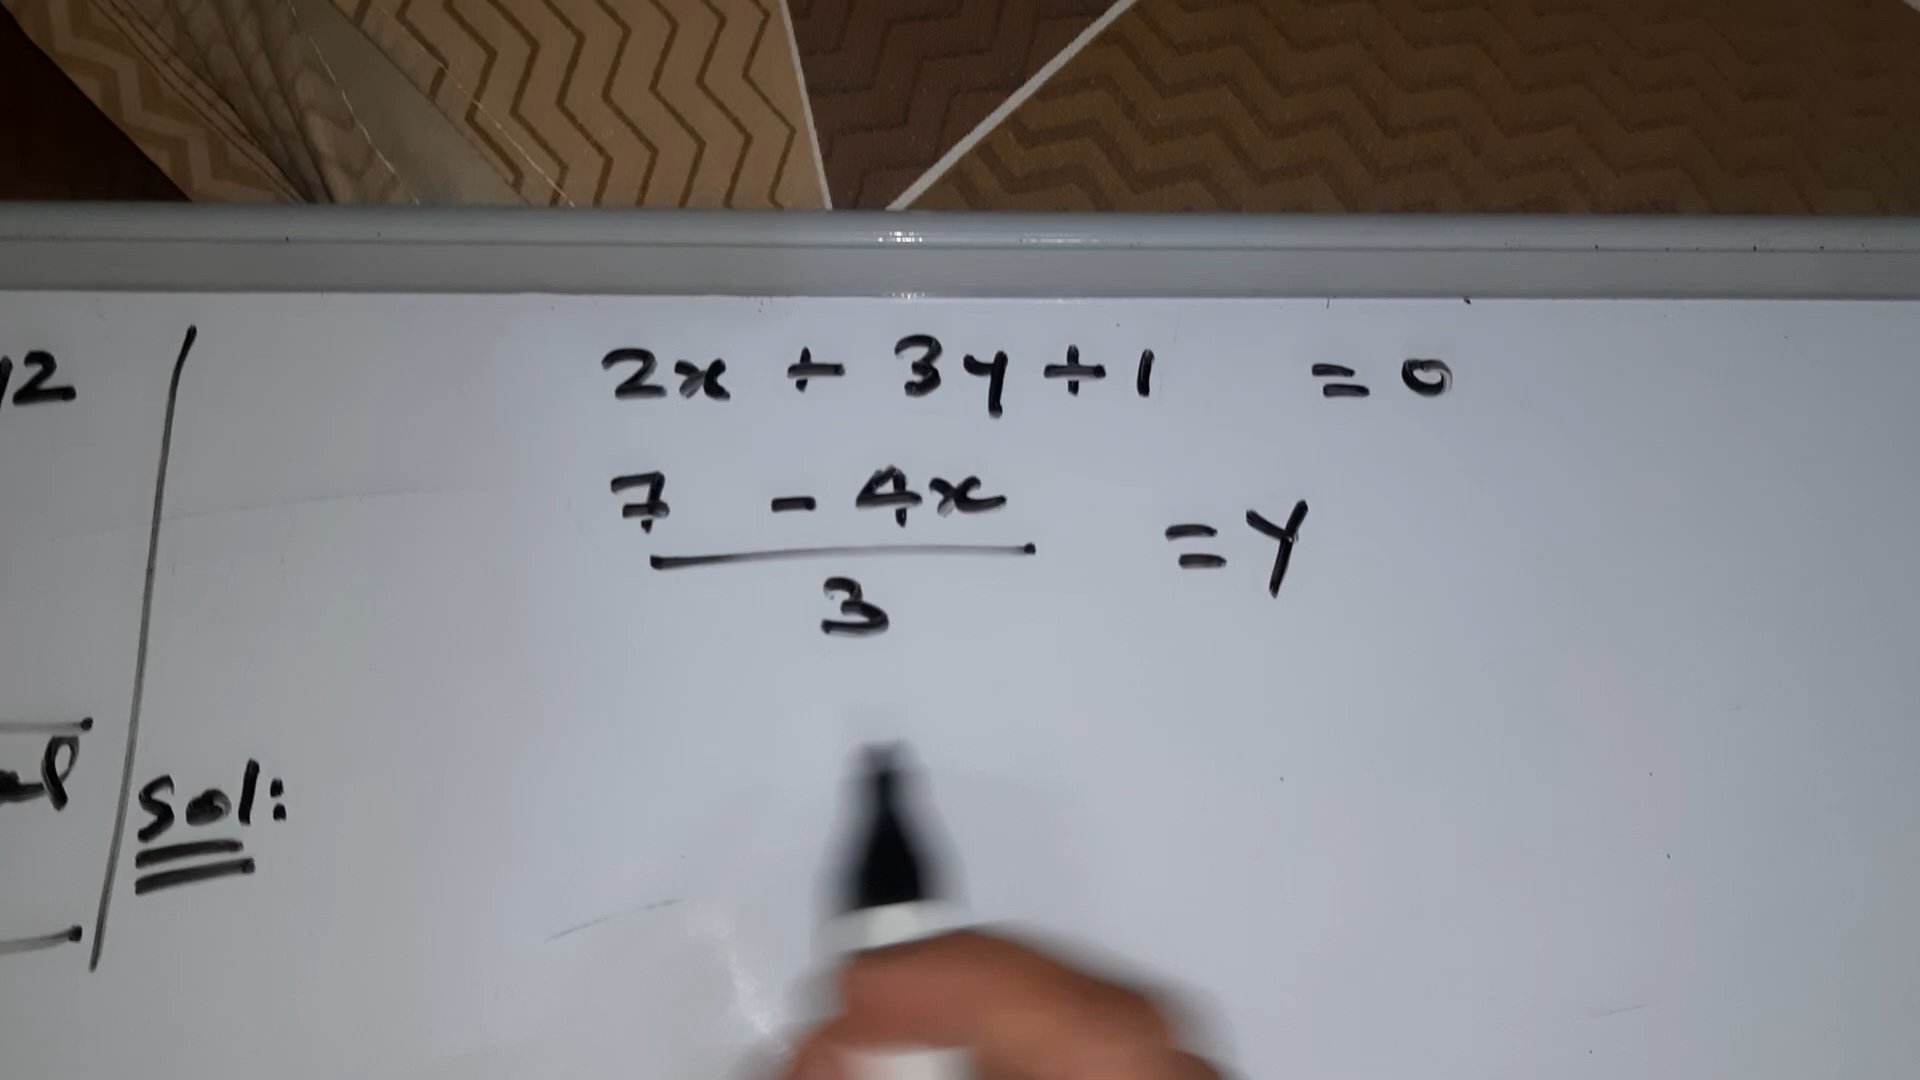 2x + 3y + 1 = 0
7 - 4x
= y
3
Sol: